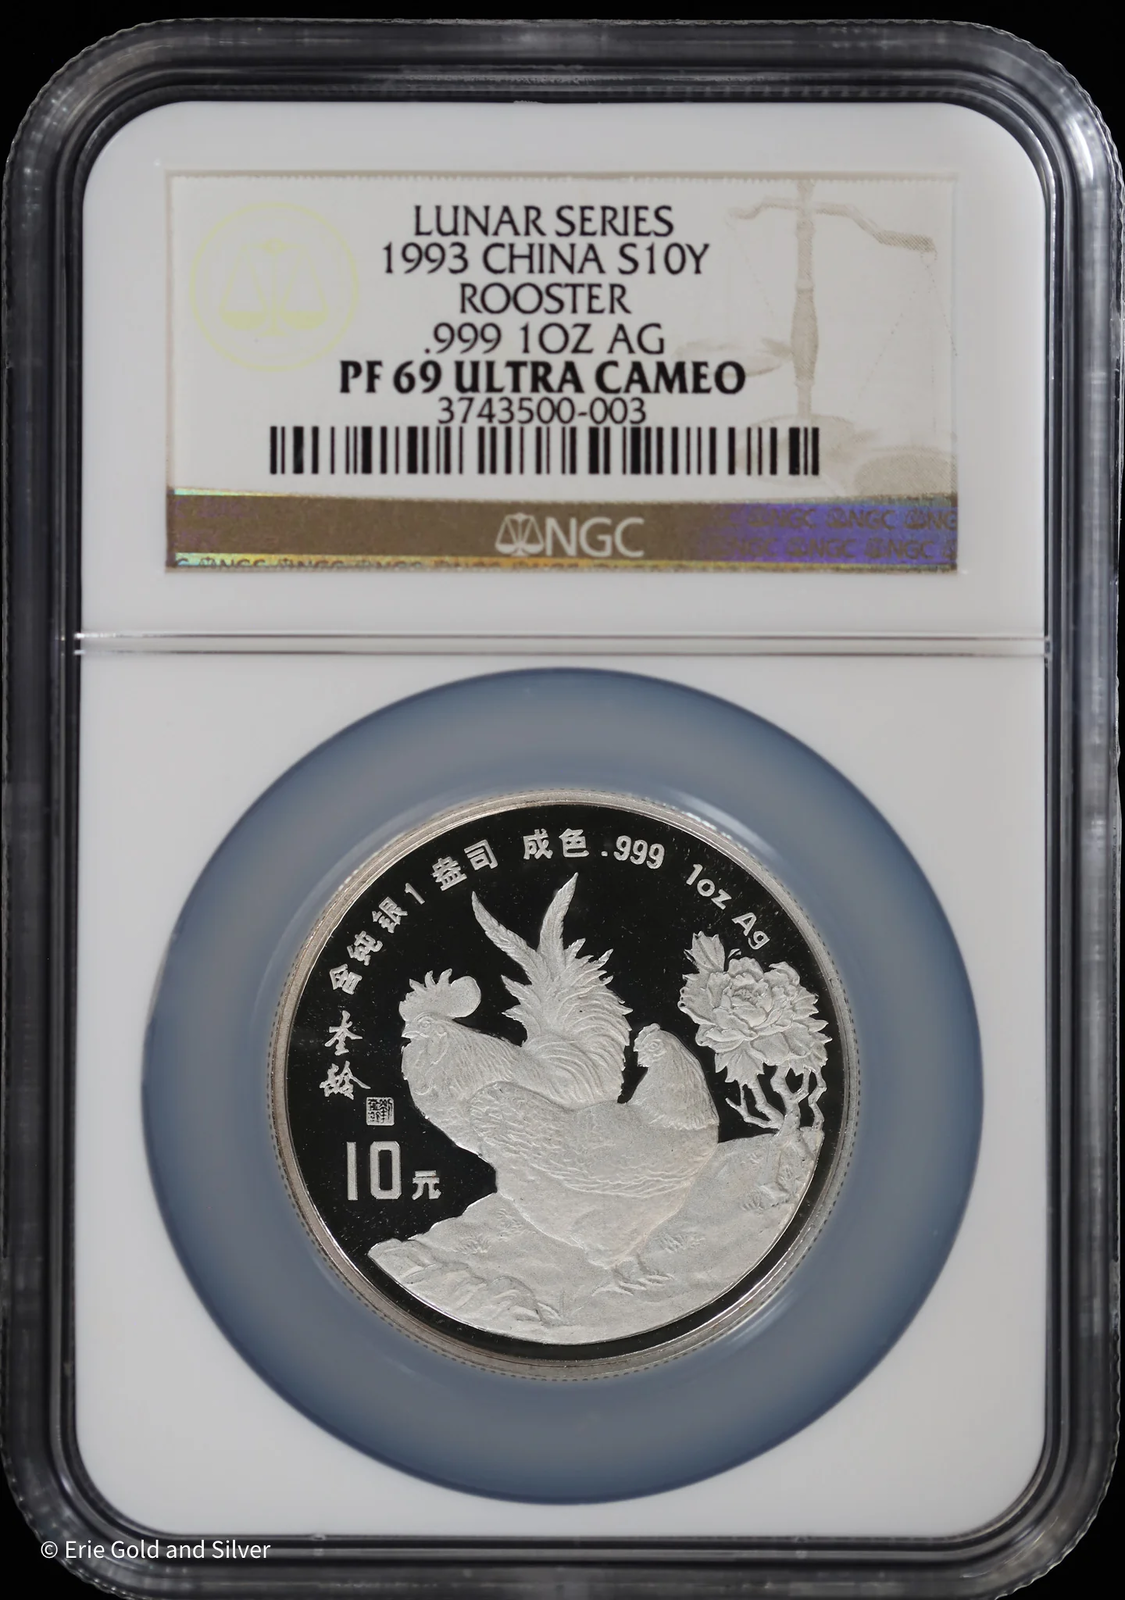 LUNAR SERIES
1993 CHINA S10Y
ROOSTER
.999 1OZ AG
PF 69 ULTRA CAMEO
3743500-003
NGC
含纯银1盎司 成色.999 1oz Ag
10元
© Erie Gold and Silver